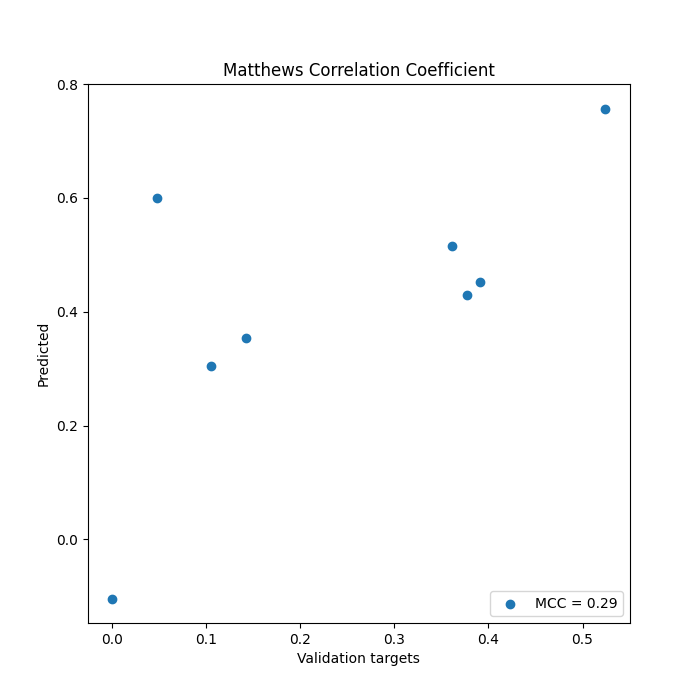 Matthews Correlation Coefficient
0.8
0.6
0.4
0.2
0.0
Predicted
MCC = 0.29
0.0 0.1 0.2 0.3 0.4 0.5
Validation targets